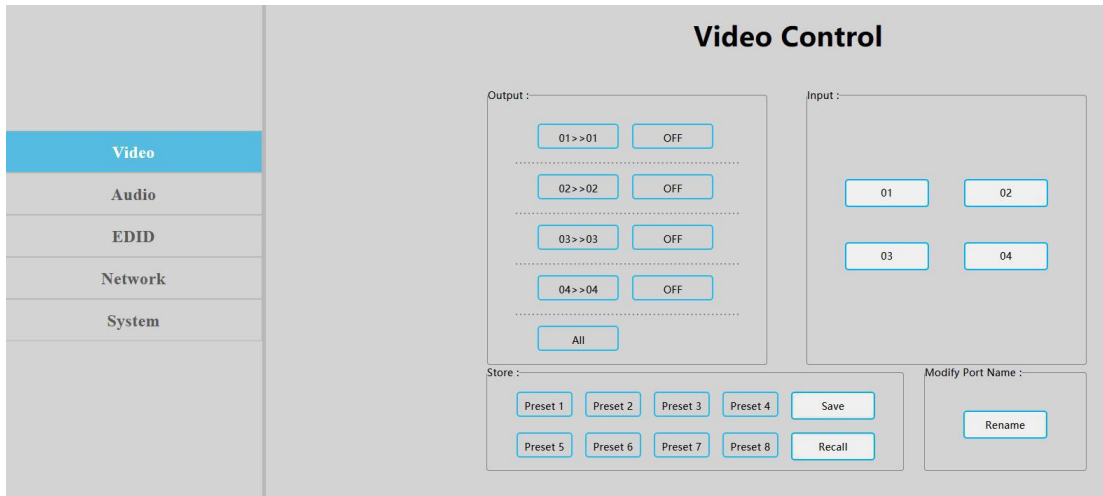 Video Control
Video
Audio
EDID
Network
System
Output :
01>>01 OFF
02>>02 OFF
03>>03 OFF
04>>04 OFF
All
Input :
01 02
03 04
Store :
Preset 1 Preset 2 Preset 3 Preset 4 Save
Preset 5 Preset 6 Preset 7 Preset 8 Recall
Modify Port Name :
Rename